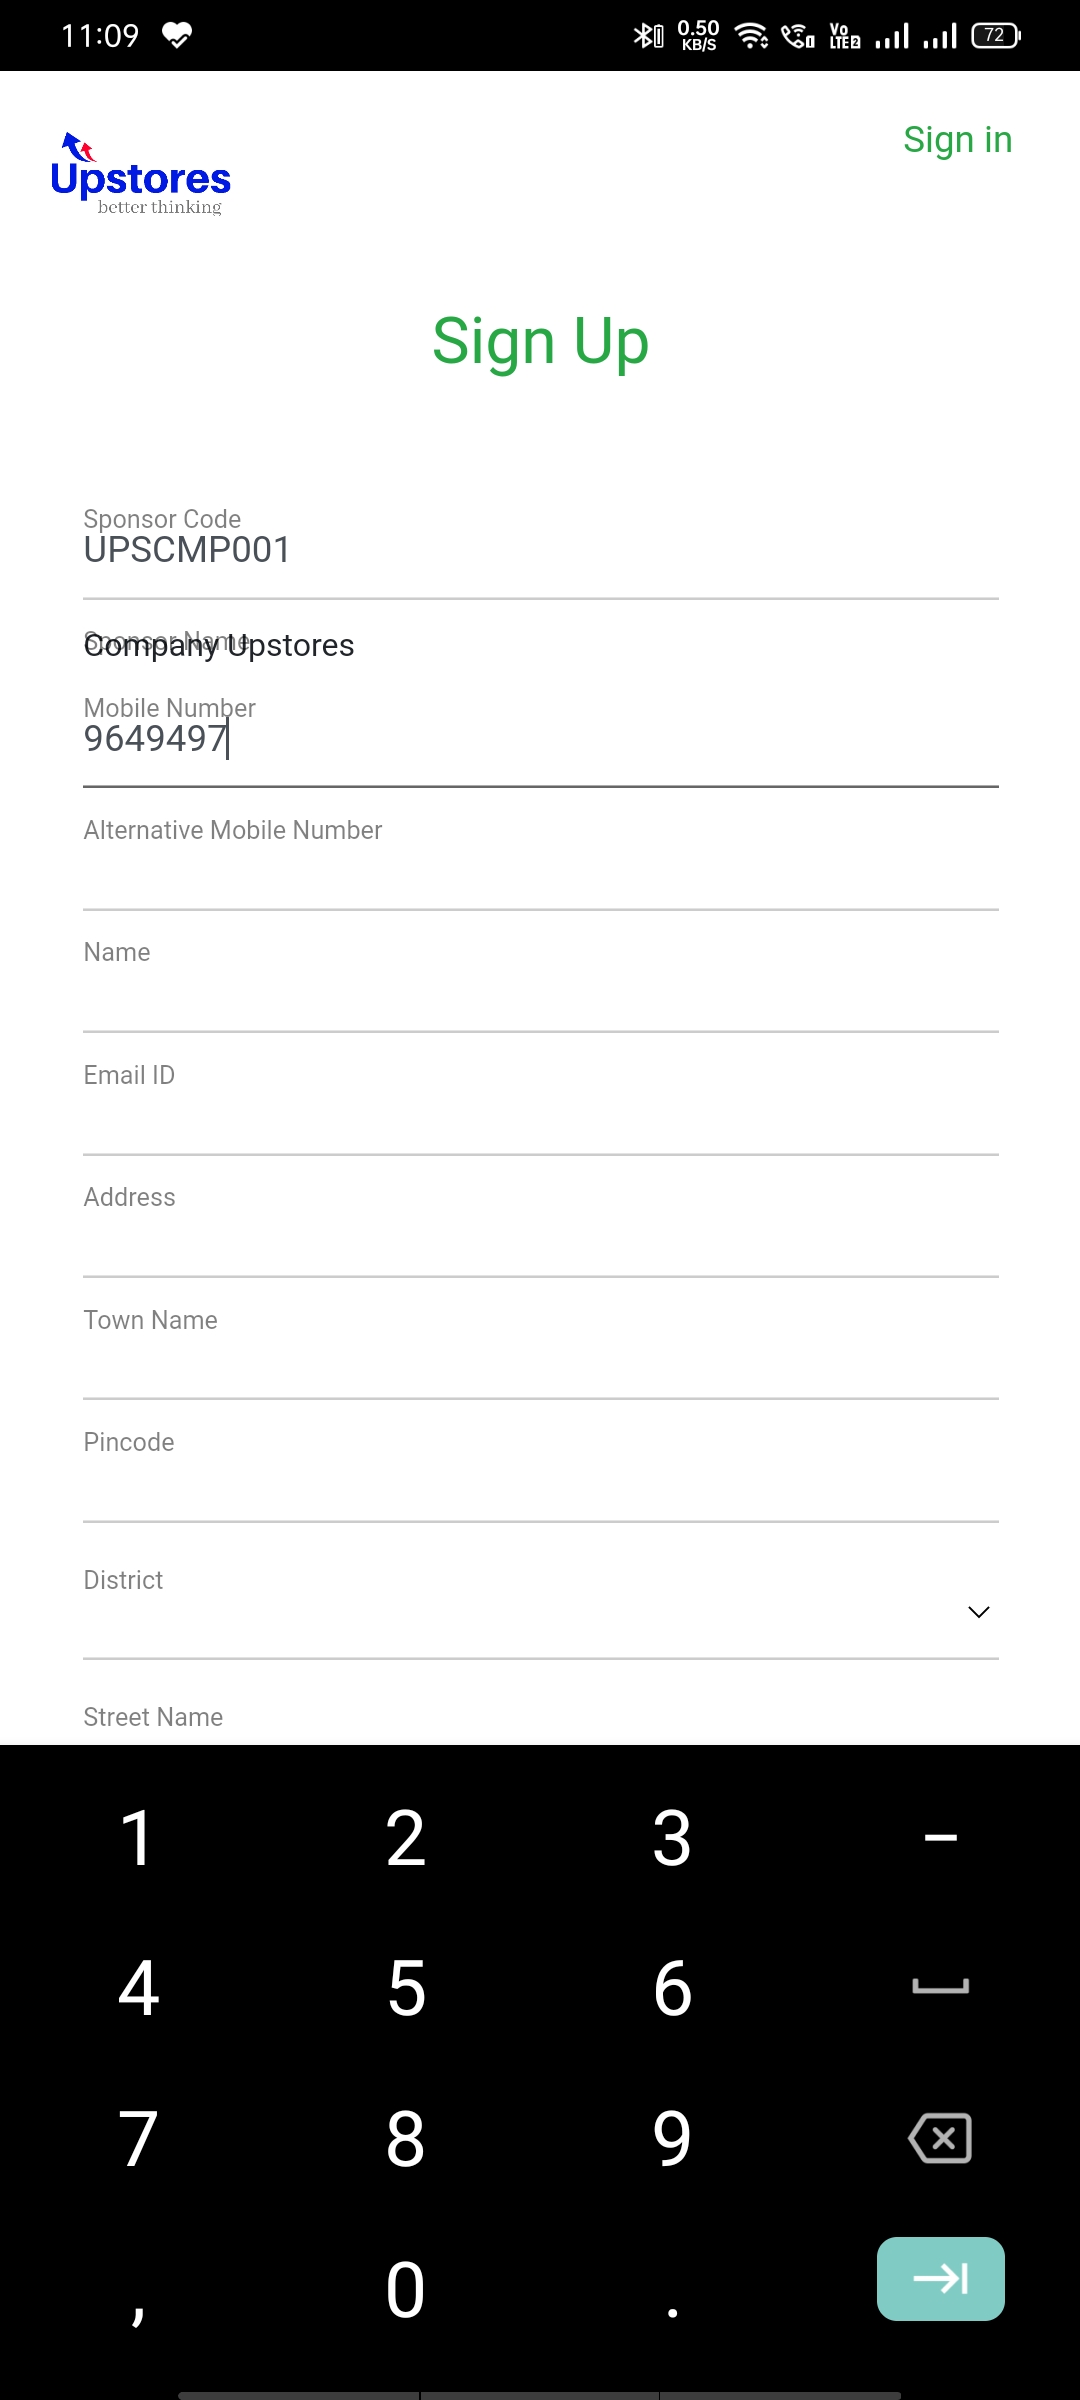 11:09
0.50
KB/S
Vo
LTE2
72
Sign in
Upstores
better thinking
Sign Up
Sponsor Code
UPSCMP001
Sponsor Name
Company Upstores
Mobile Number
9649497
Alternative Mobile Number
Name
Email ID
Address
Town Name
Pincode
District
Street Name
1 2 3 -
4 5 6
7 8 9
, 0 .